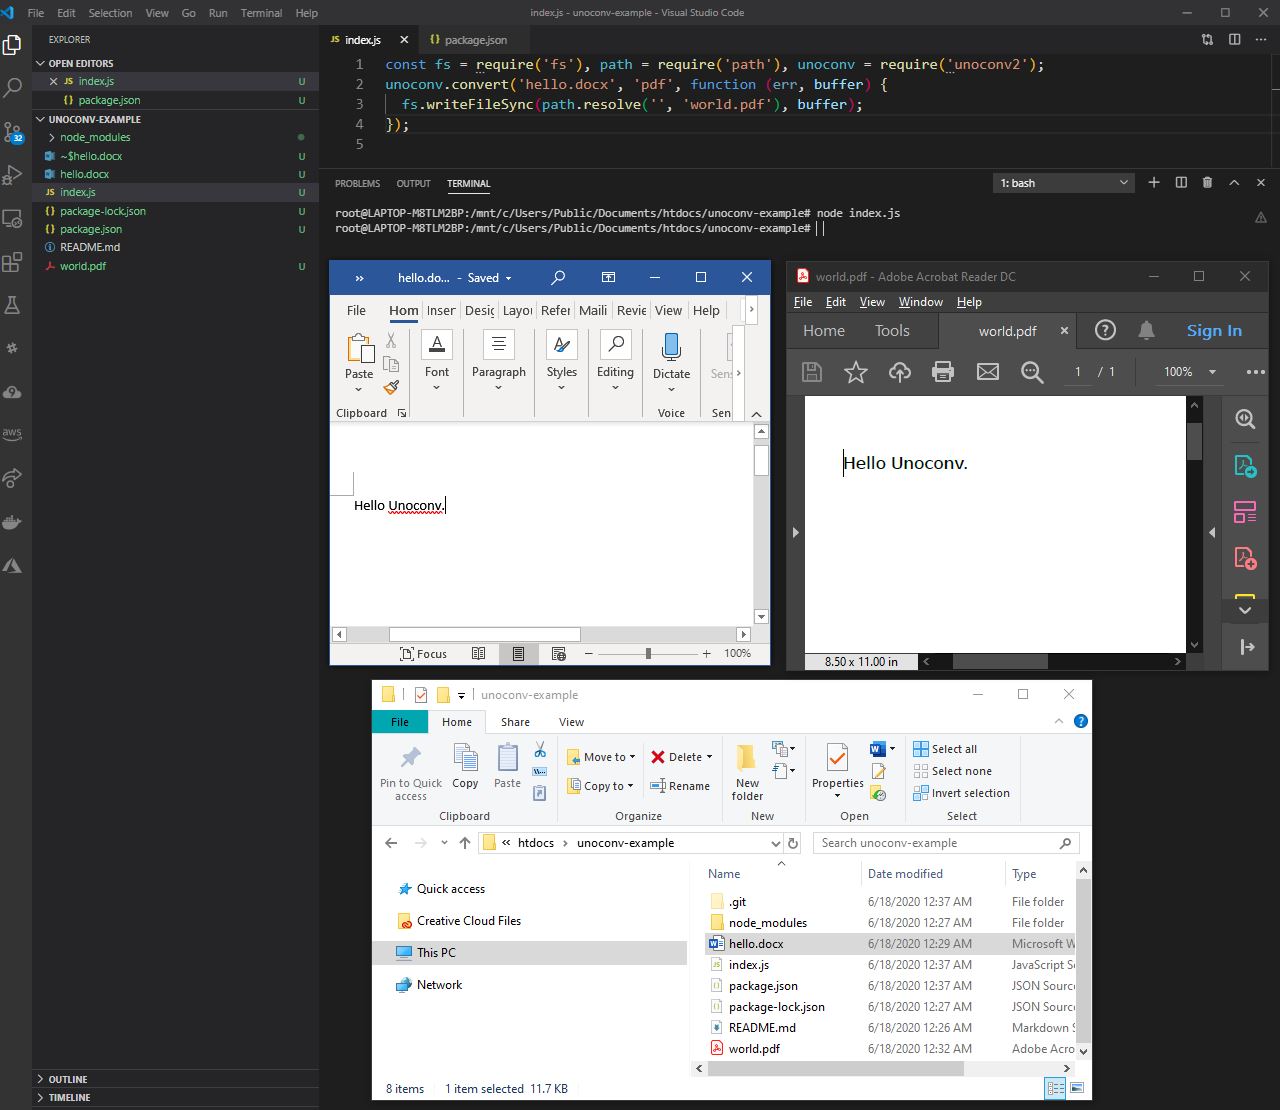 File Edit Selection View Go Run Terminal Help
index.js - unoconv-example - Visual Studio Code
EXPLORER
OPEN EDITORS
index.js U
package.json U
UNOCONV-EXAMPLE
node_modules
~$hello.docx U
hello.docx U
index.js U
package-lock.json U
package.json U
README.md
world.pdf U
OUTLINE
TIMELINE
32
aws
index.js
package.json
1 const fs = require('fs'), path = require('path'), unoconv = require('unoconv2');
2 unoconv.convert('hello.docx', 'pdf', function (err, buffer) {
3 fs.writeFileSync(path.resolve('', 'world.pdf'), buffer);
4 });
5
PROBLEMS OUTPUT TERMINAL
1: bash
root@LAPTOP-M8TLM2BP:/mnt/c/Users/Public/Documents/htdocs/unoconv-example# node index.js
root@LAPTOP-M8TLM2BP:/mnt/c/Users/Public/Documents/htdocs/unoconv-example#
hello.do... - Saved
File Hom Inser Desig Layou Refer Maili Revie View Help
Paste Font Paragraph Styles Editing Dictate Sens
Clipboard Voice Sen
Hello Unoconv.
Focus 100%
world.pdf - Adobe Acrobat Reader DC
File Edit View Window Help
Home Tools world.pdf Sign In
1 / 1 100%
Hello Unoconv.
8.50 x 11.00 in
unoconv-example
File Home Share View
Pin to Quick access
Copy
Paste
Move to
Copy to
Delete
Rename
New folder
Properties
Select all
Select none
Invert selection
Clipboard Organize New Open Select
« htdocs > unoconv-example
Search unoconv-example
Quick access
Creative Cloud Files
This PC
Network
Name Date modified Type
.git 6/18/2020 12:37 AM File folder
node_modules 6/18/2020 12:27 AM File folder
hello.docx 6/18/2020 12:29 AM Microsoft W
index.js 6/18/2020 12:37 AM JavaScript S
package.json 6/18/2020 12:37 AM JSON Source
package-lock.json 6/18/2020 12:27 AM JSON Source
README.md 6/18/2020 12:26 AM Markdown S
world.pdf 6/18/2020 12:32 AM Adobe Acro
8 items 1 item selected 11.7 KB